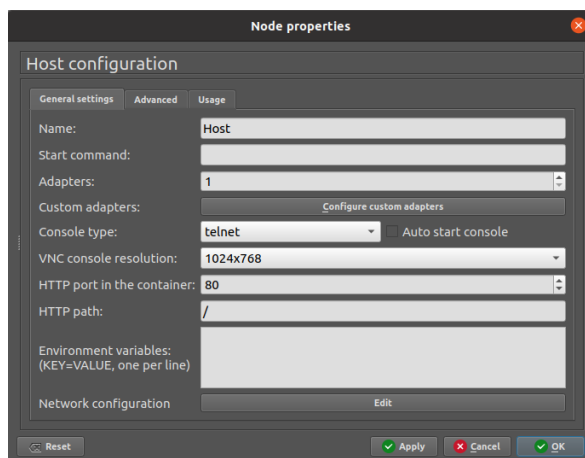 Node properties
Host configuration
General settings Advanced Usage
Name: Host
Start command:
Adapters: 1
Custom adapters: Configure custom adapters
Console type: telnet Auto start console
VNC console resolution: 1024x768
HTTP port in the container: 80
HTTP path: /
Environment variables:
(KEY=VALUE, one per line)
Network configuration Edit
Reset Apply Cancel OK